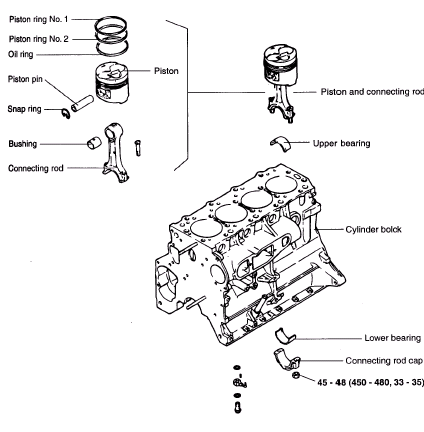 Piston ring No. 1
Piston ring No. 2
Oil ring
Piston
Piston pin
Snap ring
Bushing
Connecting rod
Piston and connecting rod
Upper bearing
Cylinder bolck
Lower bearing
Connecting rod cap
45 - 48 (450 - 480, 33 - 35)